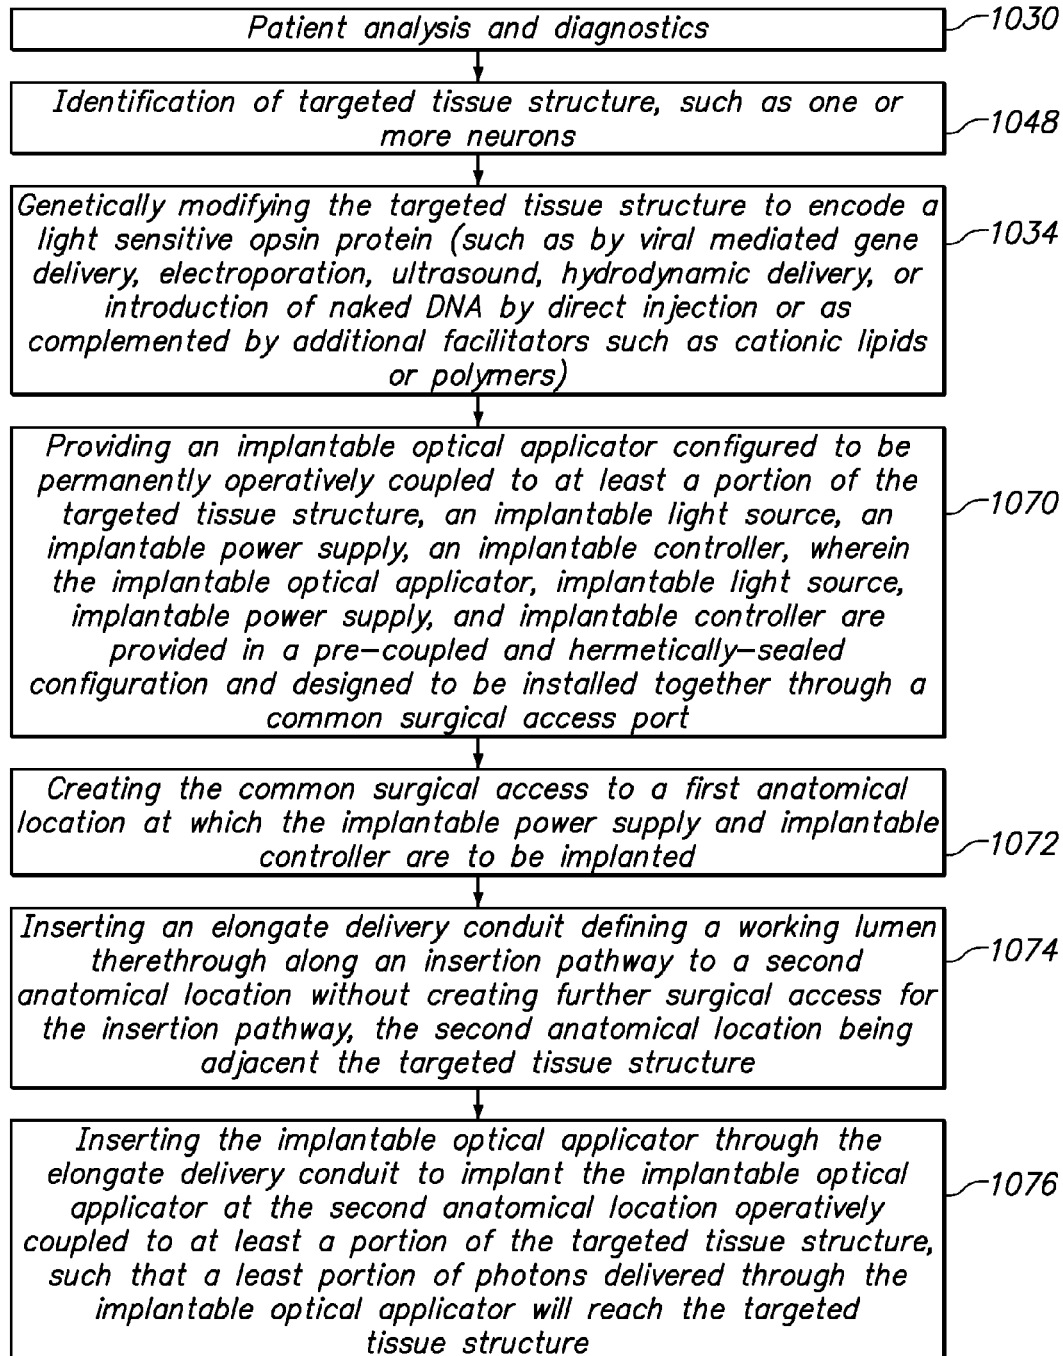 Patient analysis and diagnostics
1030
Identification of targeted tissue structure, such as one or
more neurons
1048
Genetically modifying the targeted tissue structure to encode a
light sensitive opsin protein (such as by viral mediated gene
delivery, electroporation, ultrasound, hydrodynamic delivery, or
introduction of naked DNA by direct injection or as
complemented by additional facilitators such as cationic lipids
or polymers)
1034
Providing an implantable optical applicator configured to be
permanently operatively coupled to at least a portion of the
targeted tissue structure, an implantable light source, an
implantable power supply, an implantable controller, wherein
the implantable optical applicator, implantable light source,
implantable power supply, and implantable controller are
provided in a pre-coupled and hermetically-sealed
configuration and designed to be installed together through a
common surgical access port
1070
Creating the common surgical access to a first anatomical
location at which the implantable power supply and implantable
controller are to be implanted
1072
Inserting an elongate delivery conduit defining a working lumen
therethrough along an insertion pathway to a second
anatomical location without creating further surgical access for
the insertion pathway, the second anatomical location being
adjacent the targeted tissue structure
1074
Inserting the implantable optical applicator through the
elongate delivery conduit to implant the implantable optical
applicator at the second anatomical location operatively
coupled to at least a portion of the targeted tissue structure,
such that a least portion of photons delivered through the
implantable optical applicator will reach the targeted
tissue structure
1076